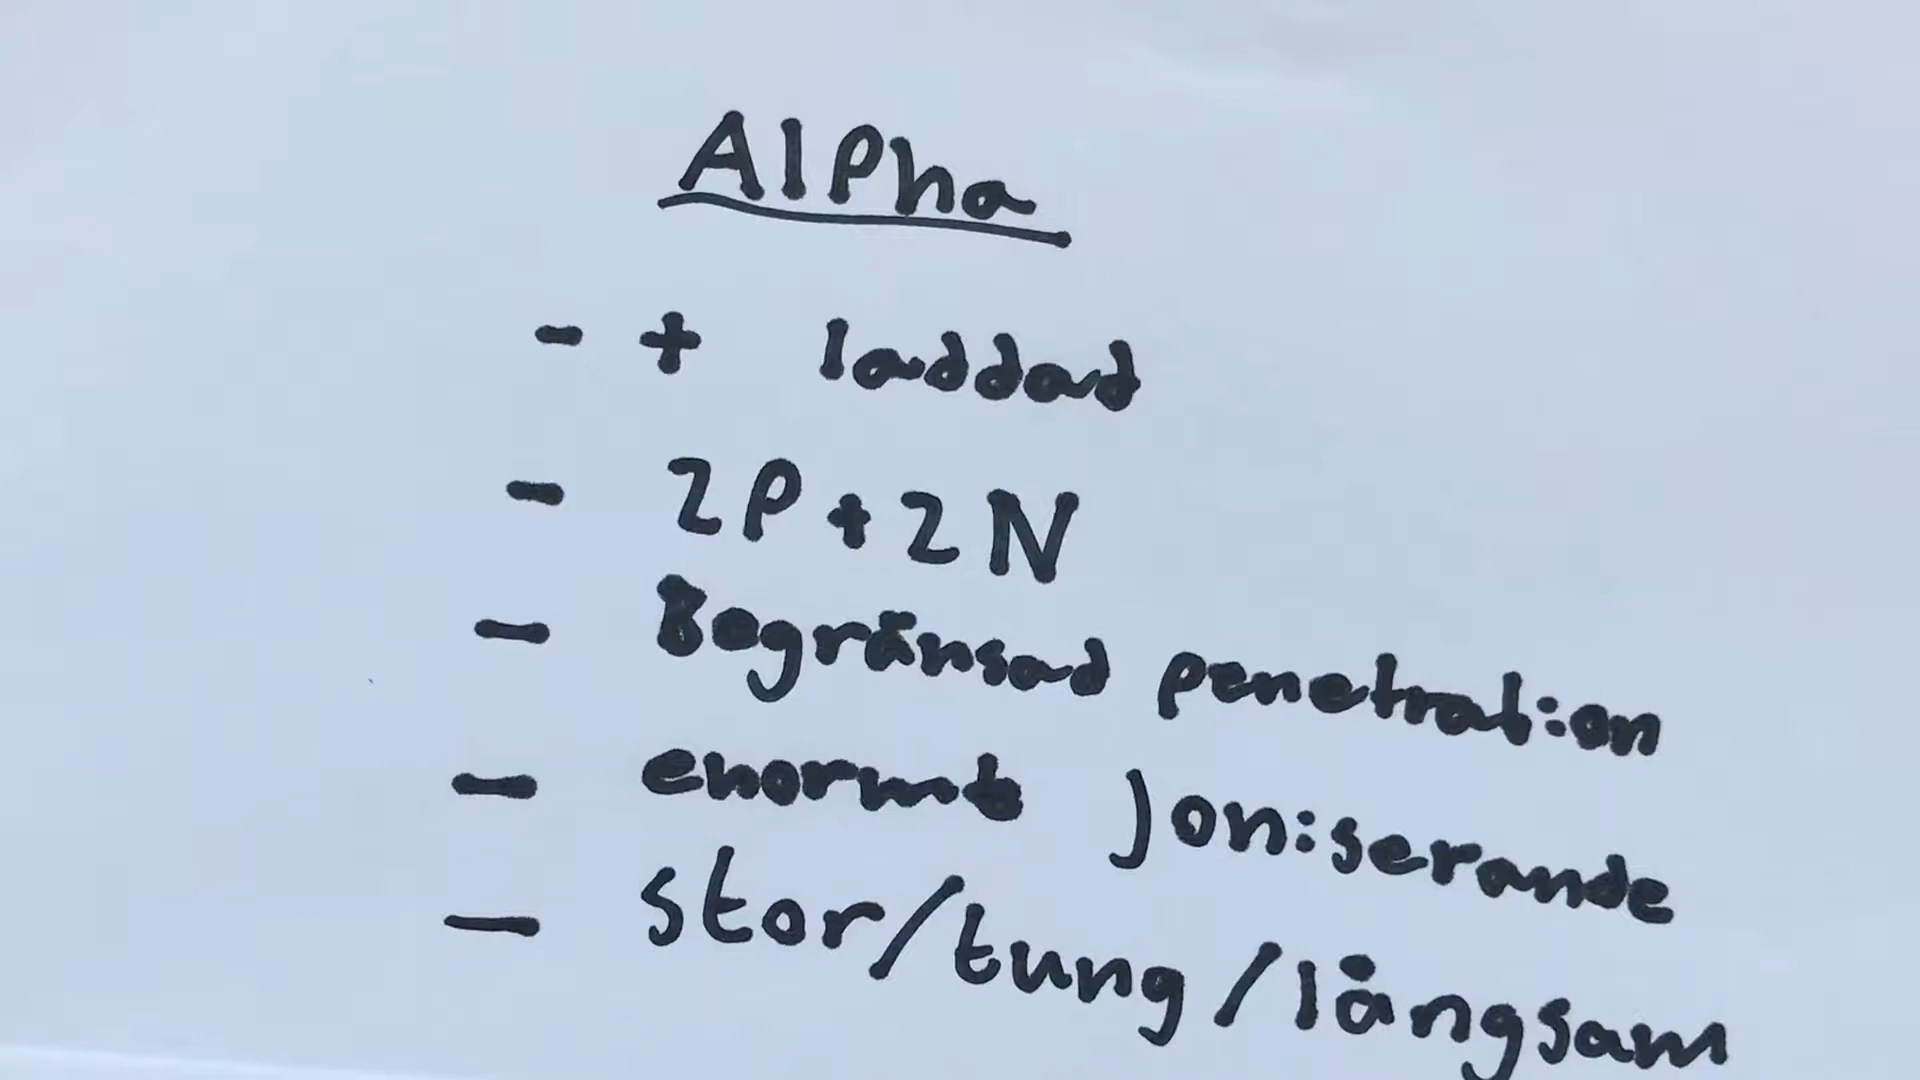 Alpha
- + laddad
- 2P+2N
- Begränsad penetration
- enormt joniserande
- stor/tung/långsam